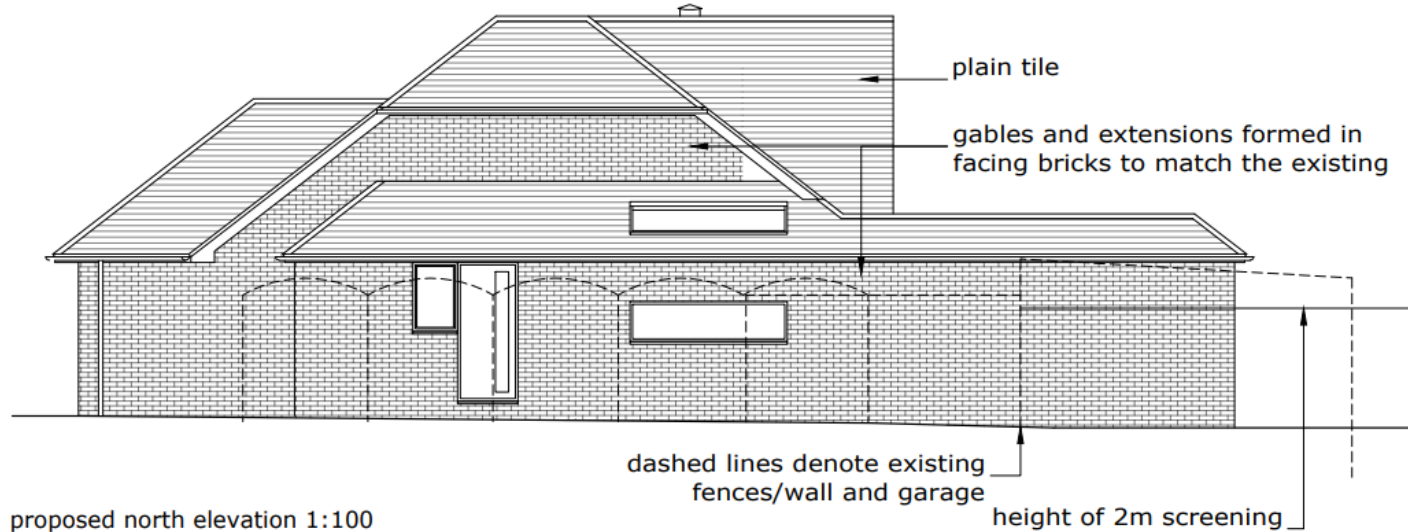 plain tile
gables and extensions formed in
facing bricks to match the existing
dashed lines denote existing
fences/wall and garage
height of 2m screening
proposed north elevation 1:100